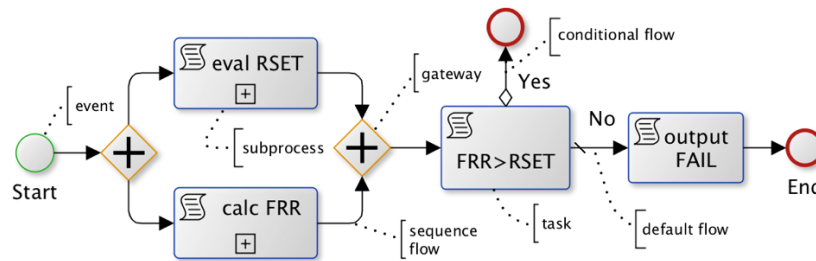 eval RSET
conditional flow
event
gateway
Yes
subprocess
No
FRR>RSET
output
FAIL
Start
End
calc FRR
sequence
flow
task
default flow